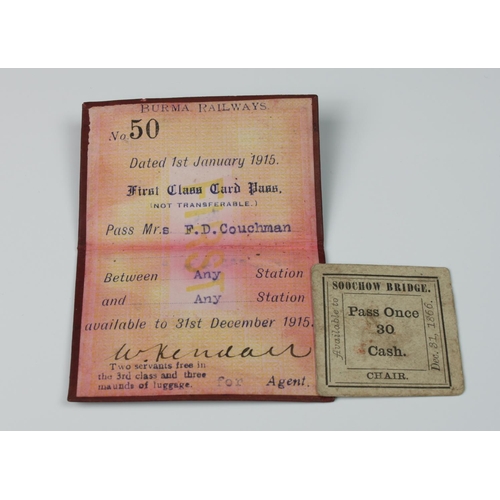 BURMA RAILWAYS.
No. 50
Dated 1st January 1915.
First Class Card Pass,
(NOT TRANSFERABLE.)
FIRST
Pass Mr.s F.D.Couchman
Between Any Station
and Any Station
available to 31st December 1915.
W. Kendall
Two servants free in
the 3rd class and three
maunds of luggage.
for Agent.
SOOCHOW BRIDGE.
Available to
Pass Once
30
Cash.
Dec. 31, 1866.
CHAIR.